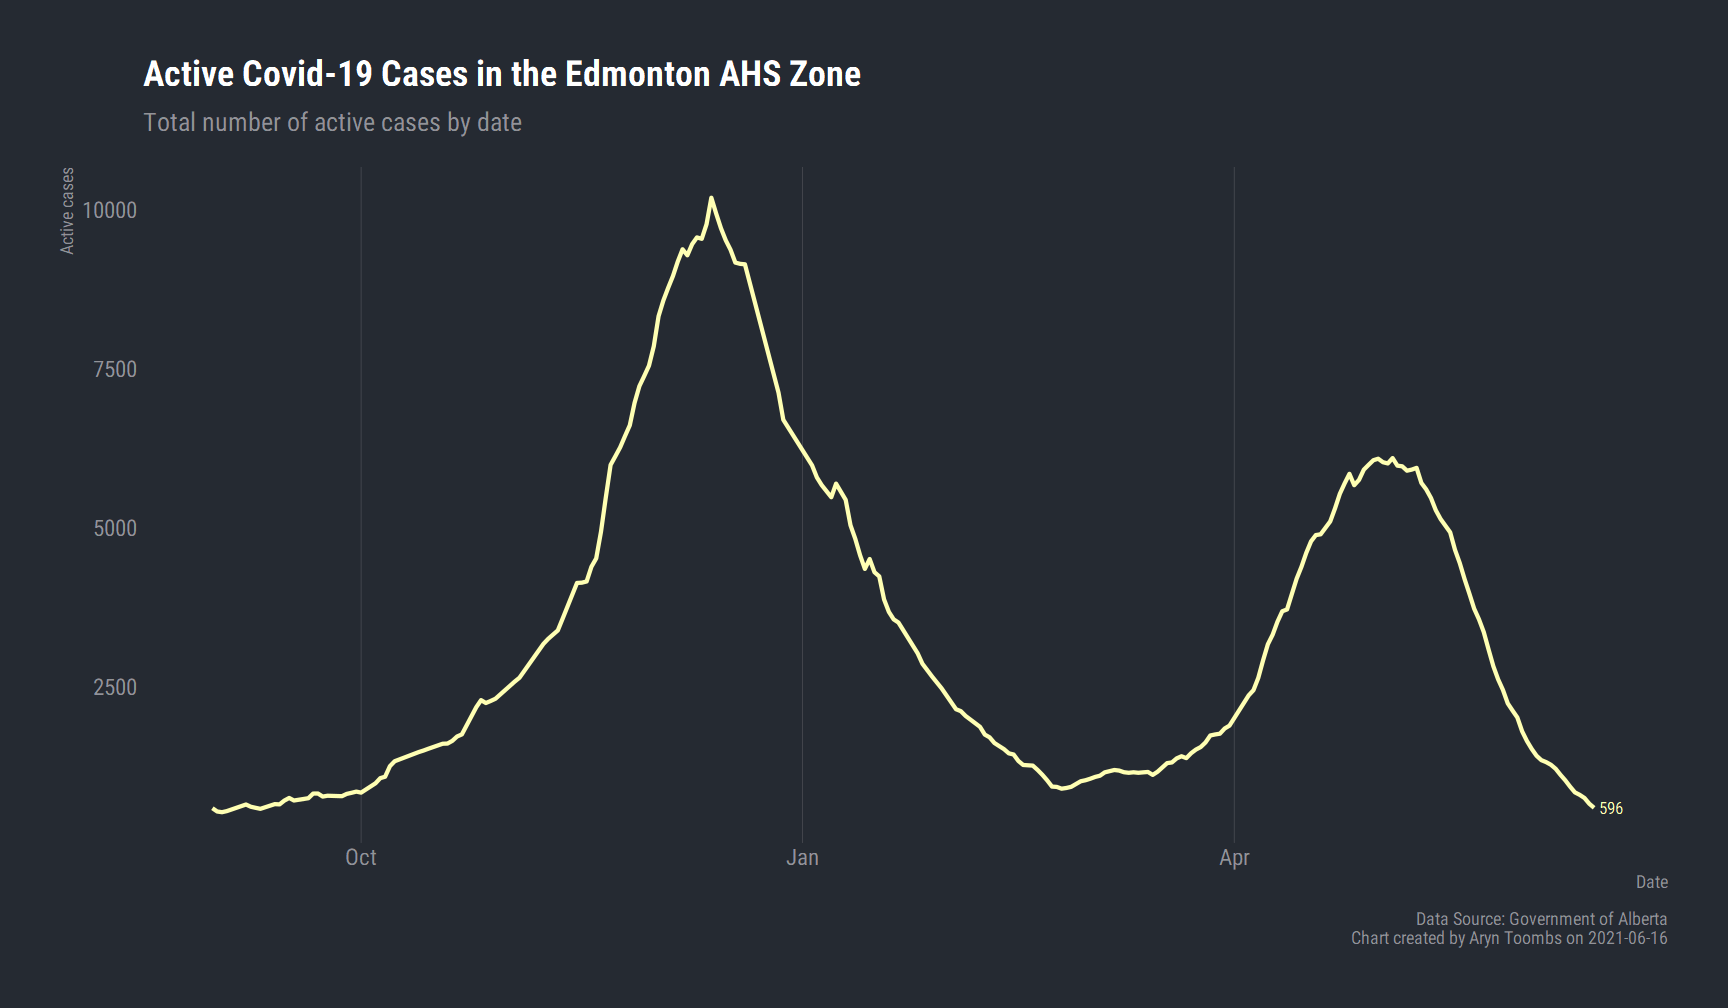 Active Covid-19 Cases in the Edmonton AHS Zone
Total number of active cases by date
Active cases
10000
7500
5000
2500
596
Oct
Jan
Apr
Date
Data Source: Government of Alberta
Chart created by Aryn Toombs on 2021-06-16